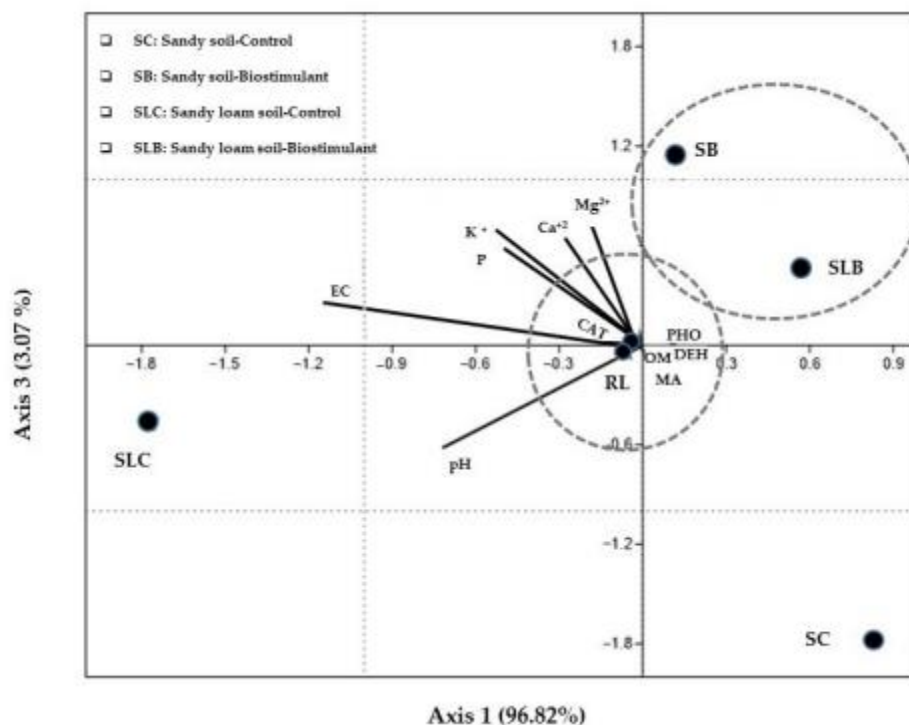 SC: Sandy soil-Control
SB: Sandy soil-Biostimulant
SLC: Sandy loam soil-Control
SLB: Sandy loam soil-Biostimulant
1.8
1.2
SB
Mg²⁺
K⁺
Ca⁺²
P
SLB
EC
CAT
PHO
OM DEH
MA
RL
-1.8 -1.5 -1.2 -0.9 -0.6 -0.3 0.3 0.6 0.9
SLC
pH
-0.6
-1.2
-1.8
SC
Axis 3 (3.07 %)
Axis 1 (96.82%)